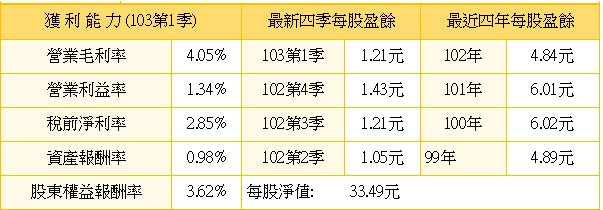 獲利能力(103第1季) 最新四季每股盈餘 最近四年每股盈餘
營業毛利率 4.05% 103第1季 1.21元 102年 4.84元
營業利益率 1.34% 102第4季 1.43元 101年 6.01元
稅前淨利率 2.85% 102第3季 1.21元 100年 6.02元
資產報酬率 0.98% 102第2季 1.05元 99年 4.89元
股東權益報酬率 3.62% 每股淨值: 33.49元